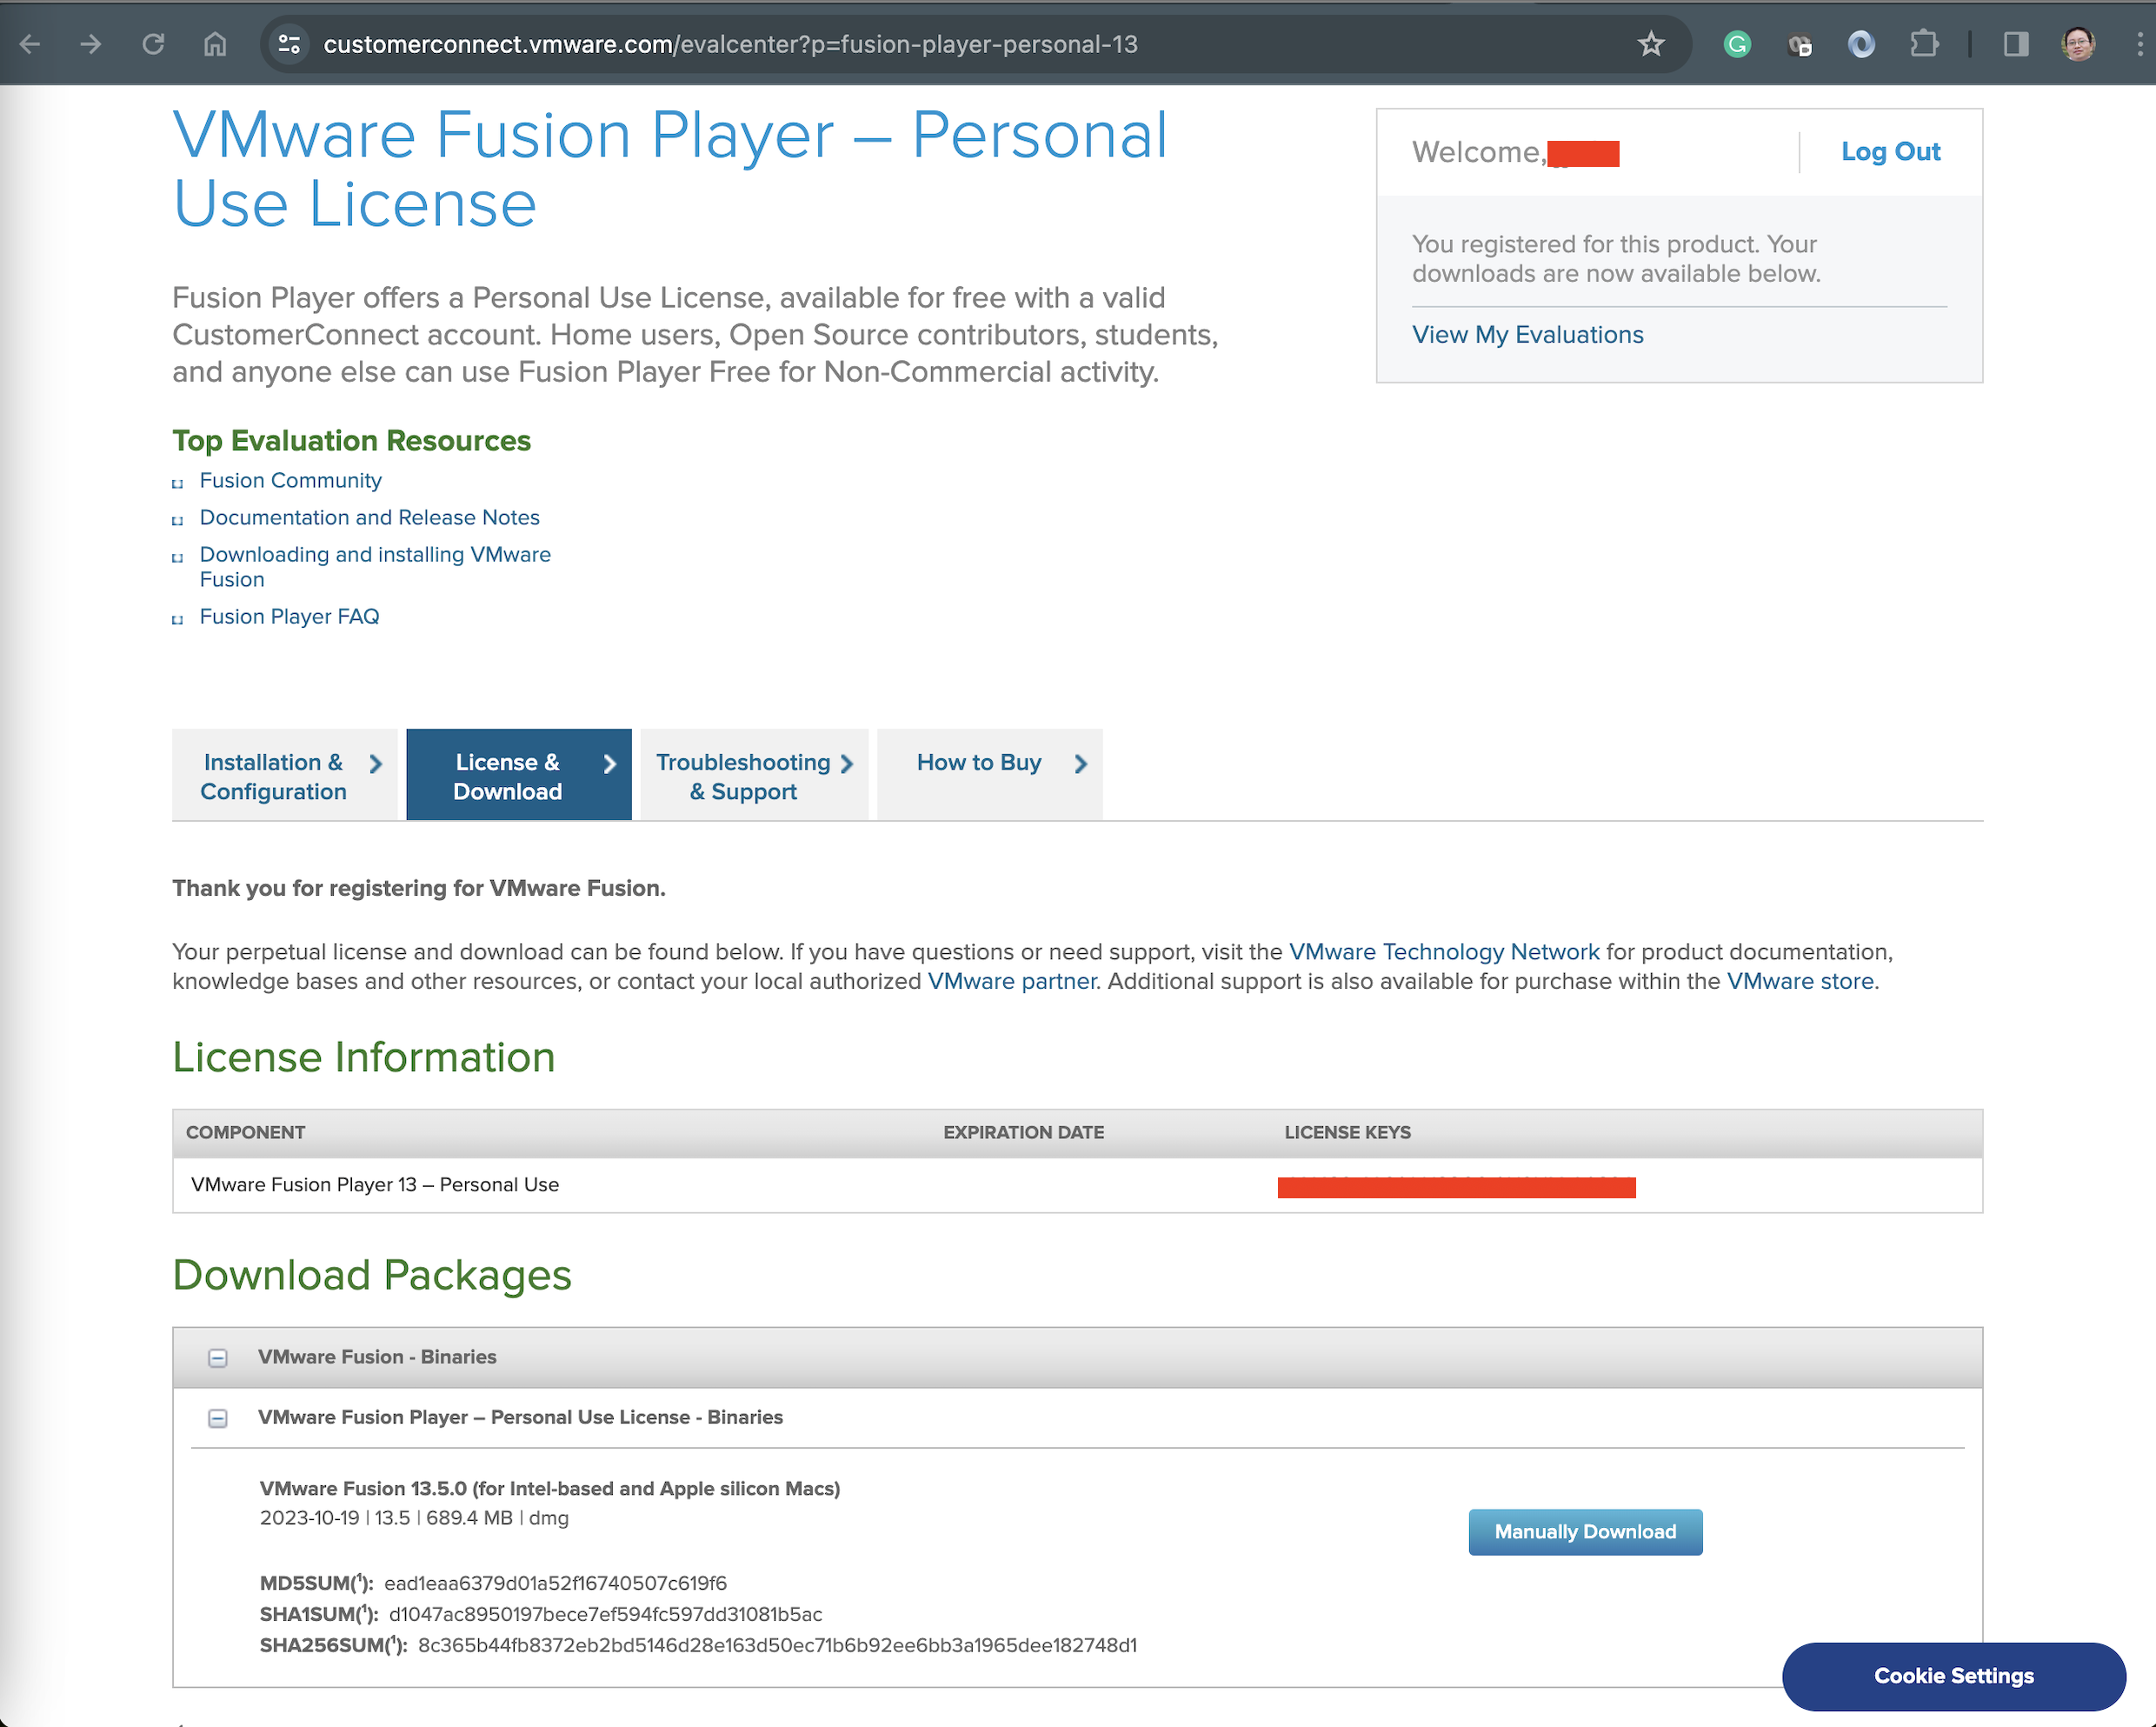 customerconnect.vmware.com/evalcenter?p=fusion-player-personal-13
VMware Fusion Player – Personal
Use License
Welcome,
Log Out
You registered for this product. Your
downloads are now available below.
View My Evaluations
Fusion Player offers a Personal Use License, available for free with a valid
CustomerConnect account. Home users, Open Source contributors, students,
and anyone else can use Fusion Player Free for Non-Commercial activity.
Top Evaluation Resources
Fusion Community
Documentation and Release Notes
Downloading and installing VMware
Fusion
Fusion Player FAQ
Installation &
Configuration
License &
Download
Troubleshooting
& Support
How to Buy
Thank you for registering for VMware Fusion.
Your perpetual license and download can be found below. If you have questions or need support, visit the VMware Technology Network for product documentation,
knowledge bases and other resources, or contact your local authorized VMware partner. Additional support is also available for purchase within the VMware store.
License Information
COMPONENT EXPIRATION DATE LICENSE KEYS
VMware Fusion Player 13 – Personal Use
Download Packages
VMware Fusion - Binaries
VMware Fusion Player – Personal Use License - Binaries
VMware Fusion 13.5.0 (for Intel-based and Apple silicon Macs)
2023-10-19 | 13.5 | 689.4 MB | dmg
Manually Download
MD5SUM(1): ead1eaa6379d01a52f16740507c619f6
SHA1SUM(1): d1047ac8950197bece7ef594fc597dd31081b5ac
SHA256SUM(1): 8c365b44fb8372eb2bd5146d28e163d50ec71b6b92ee6bb3a1965dee182748d1
Cookie Settings